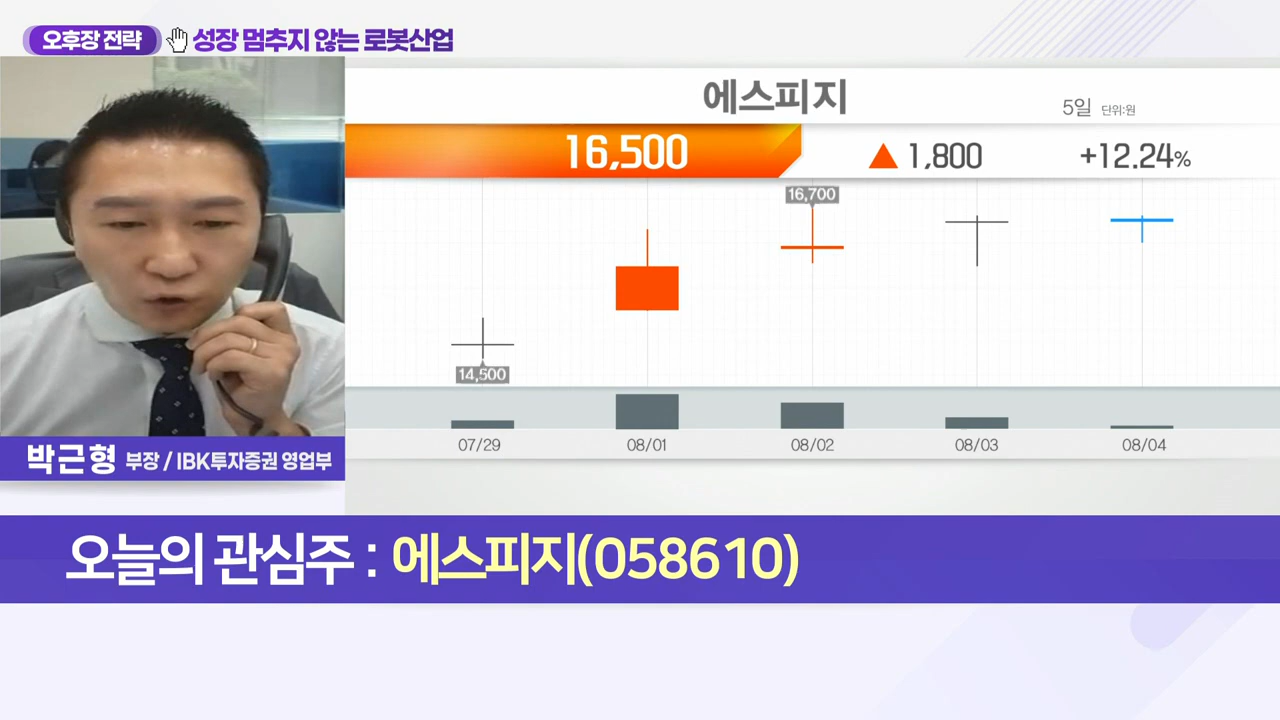 오후장 전략 성장 멈추지 않는 로봇산업
에스피지
5일 단위:원
16,500 ▲ 1,800 +12.24%
16,700
14,500
07/29 08/01 08/02 08/03 08/04
박근형 부장 / IBK투자증권 영업부
오늘의 관심주 : 에스피지(058610)